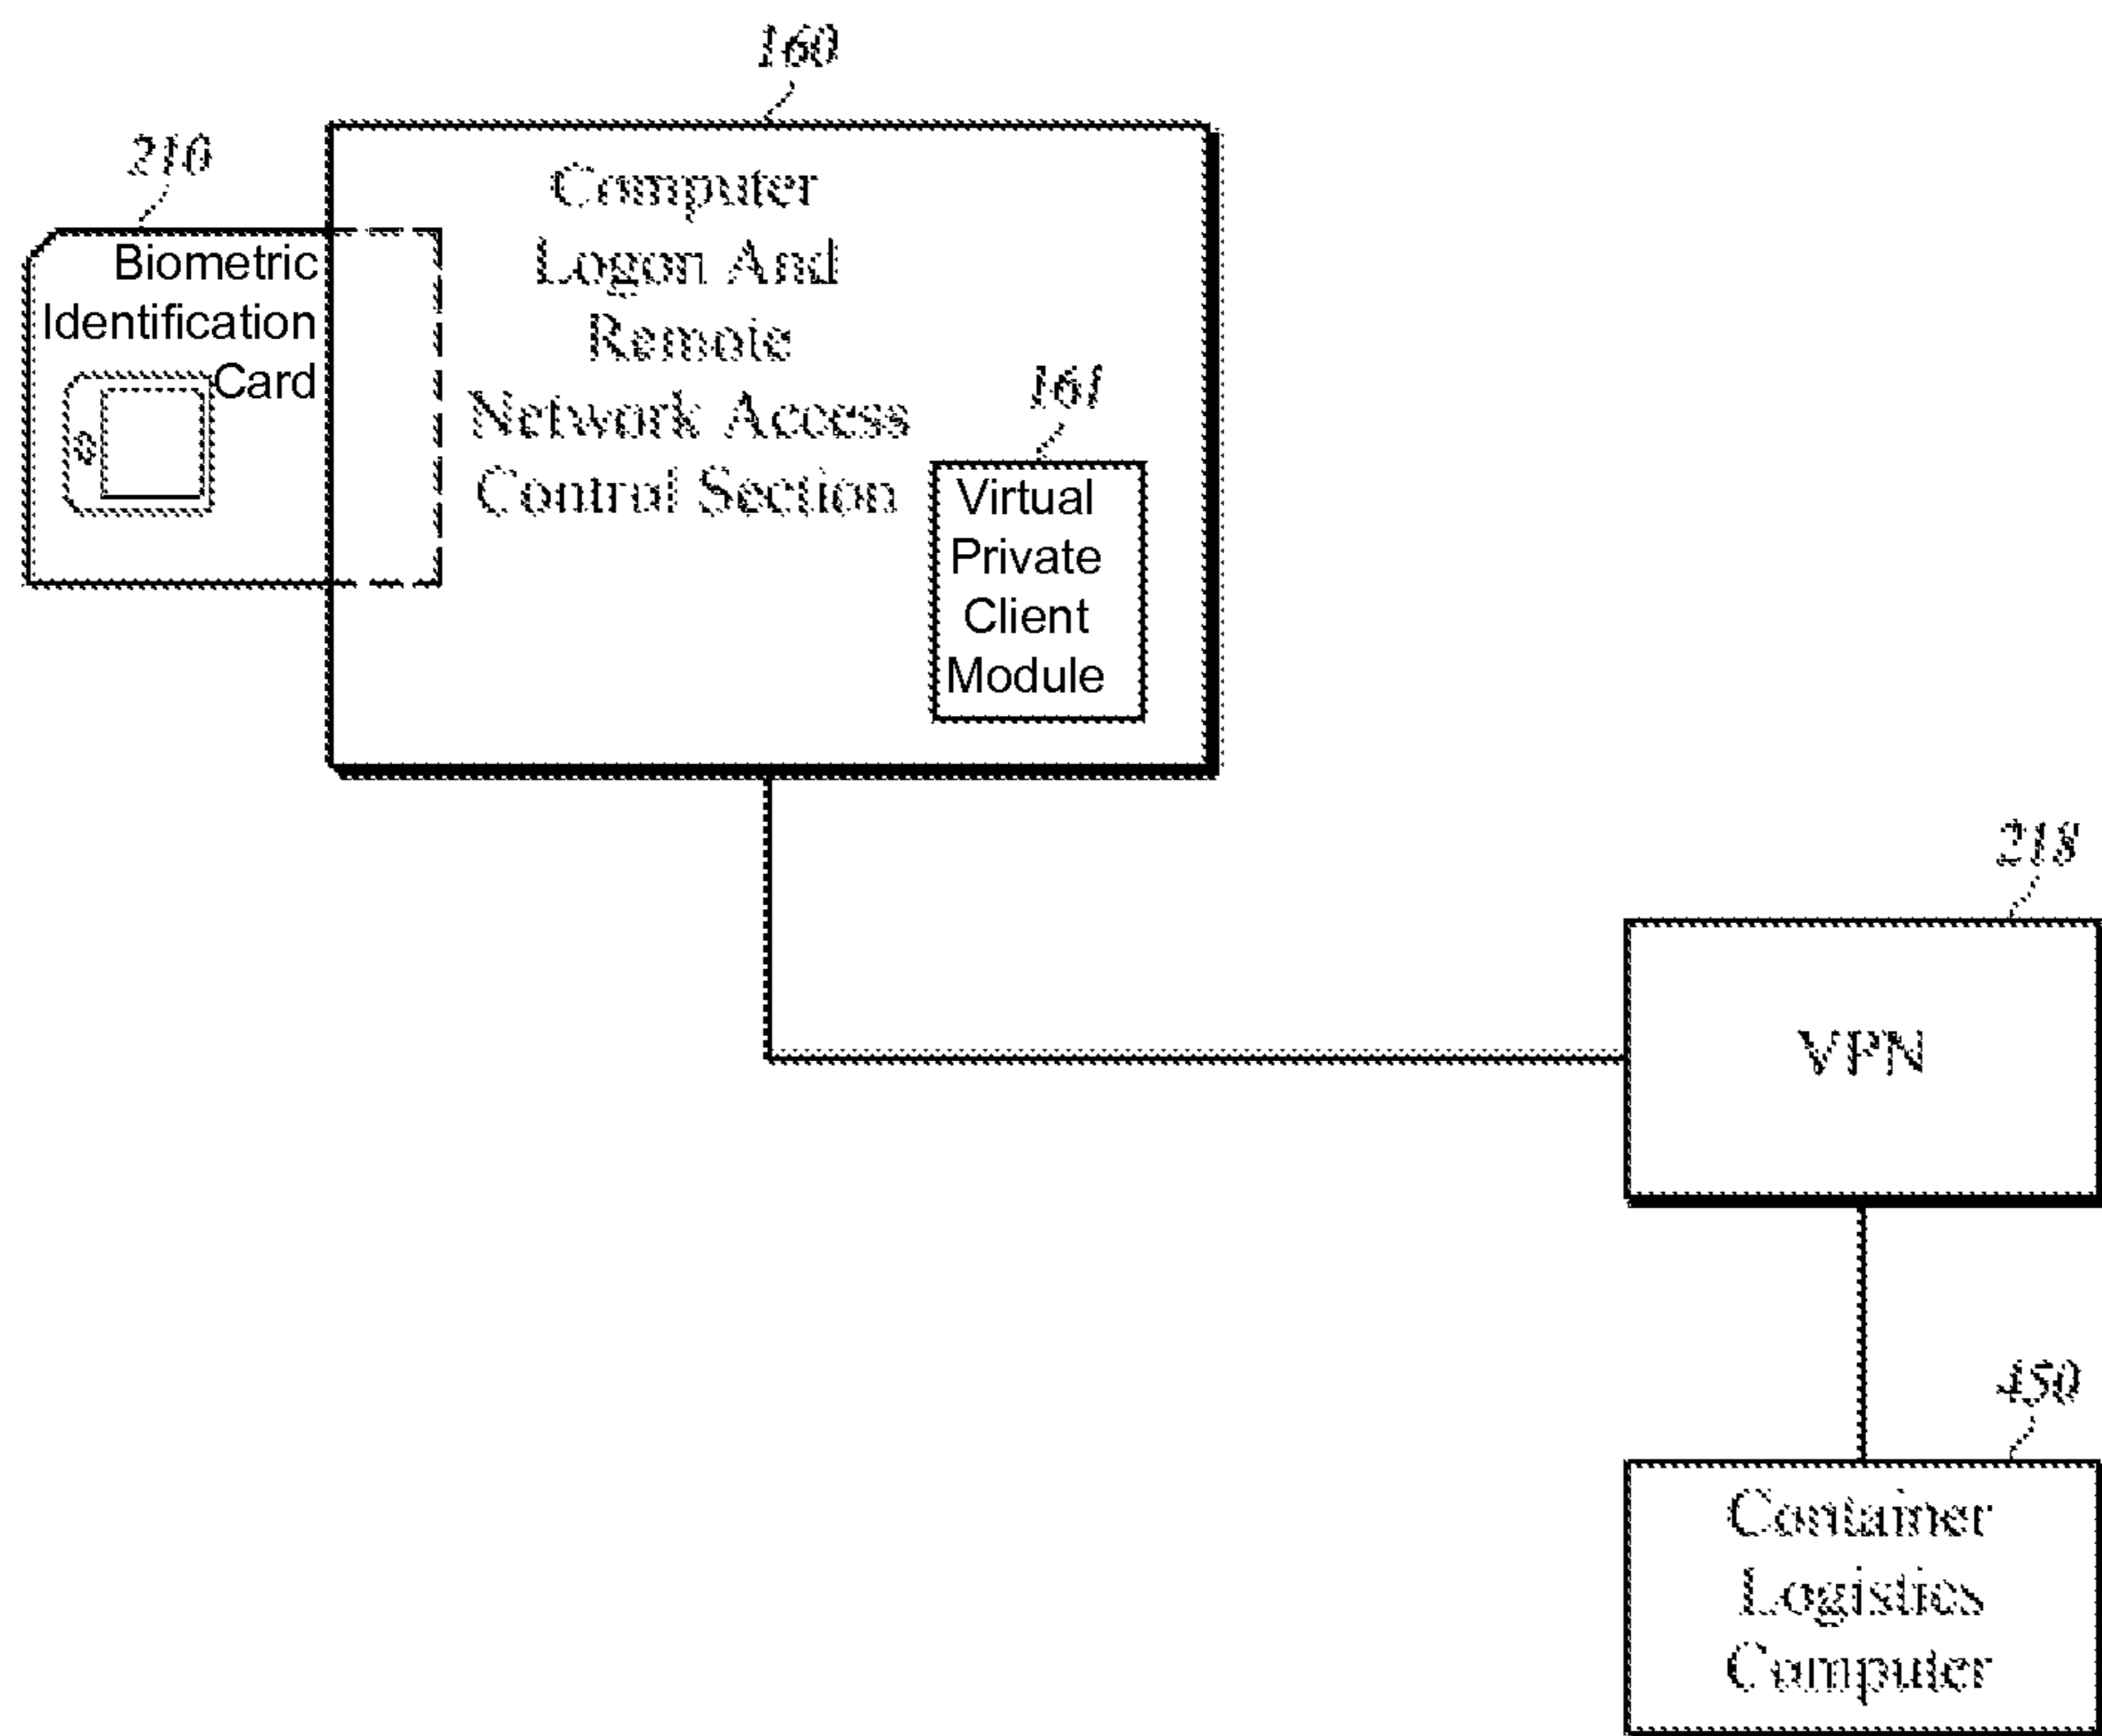 160
210
Computer
Logon And
Remote
Network Access
Control Section
Biometric
Identification
Card
161
Virtual
Private
Client
Module
218
VPN
450
Container
Logistics
Computer